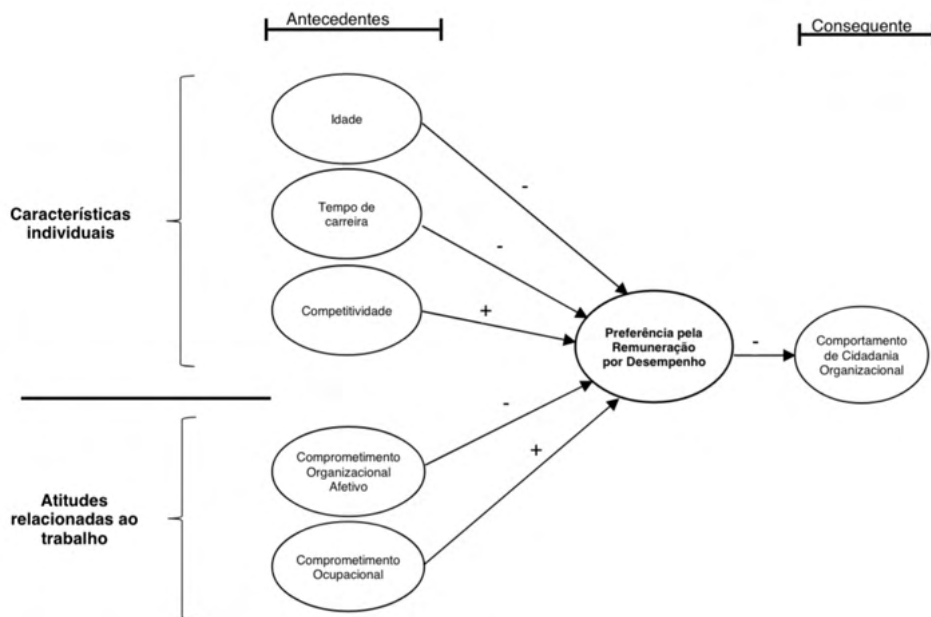 Antecedentes
Consequente
Características
individuais
Idade
-
Tempo de
carreira
-
Competitividade
+
Preferência pela
Remuneração
por Desempenho
-
Comportamento
de Cidadania
Organizacional
Atitudes
relacionadas ao
trabalho
Comprometimento
Organizacional
Afetivo
-
Comprometimento
Ocupacional
+